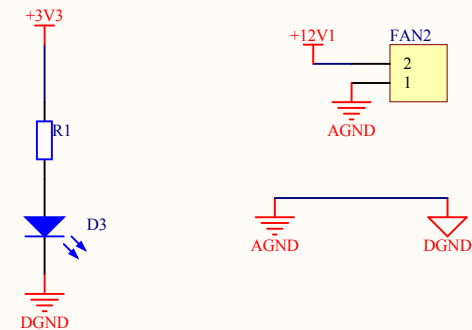 +3V3
R1
D3
DGND
+12V1
FAN2
2
1
AGND
AGND
DGND